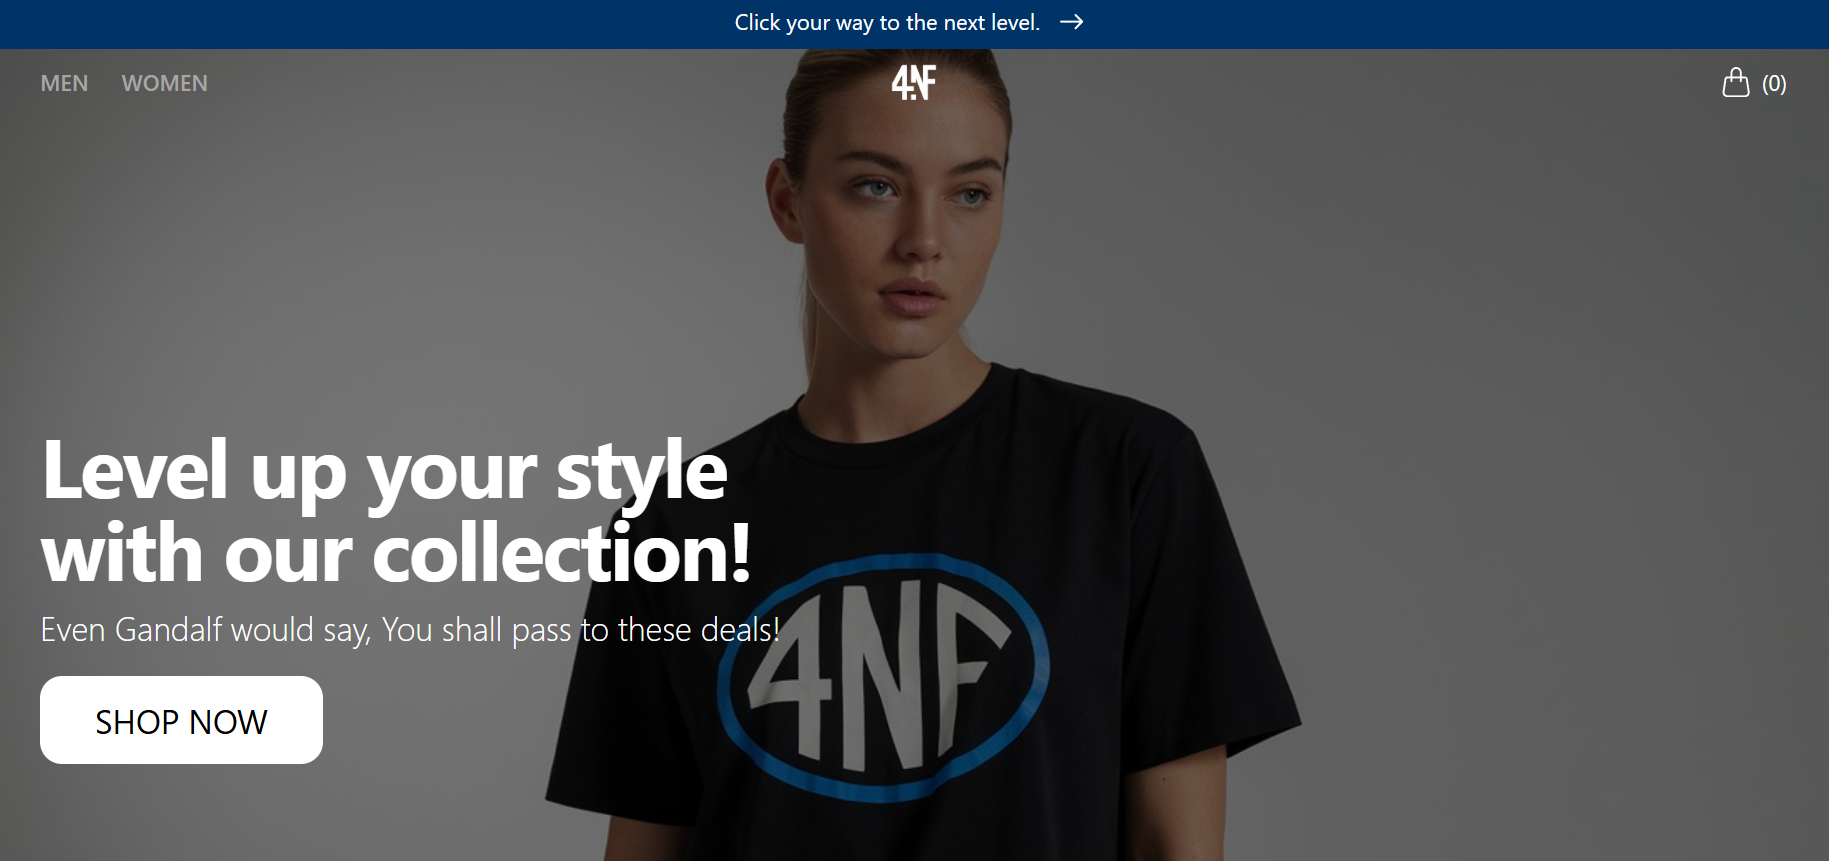 Click your way to the next level. →
MEN WOMEN
4NF
(0)
Level up your style
with our collection!
Even Gandalf would say, You shall pass to these deals!
SHOP NOW
4NF